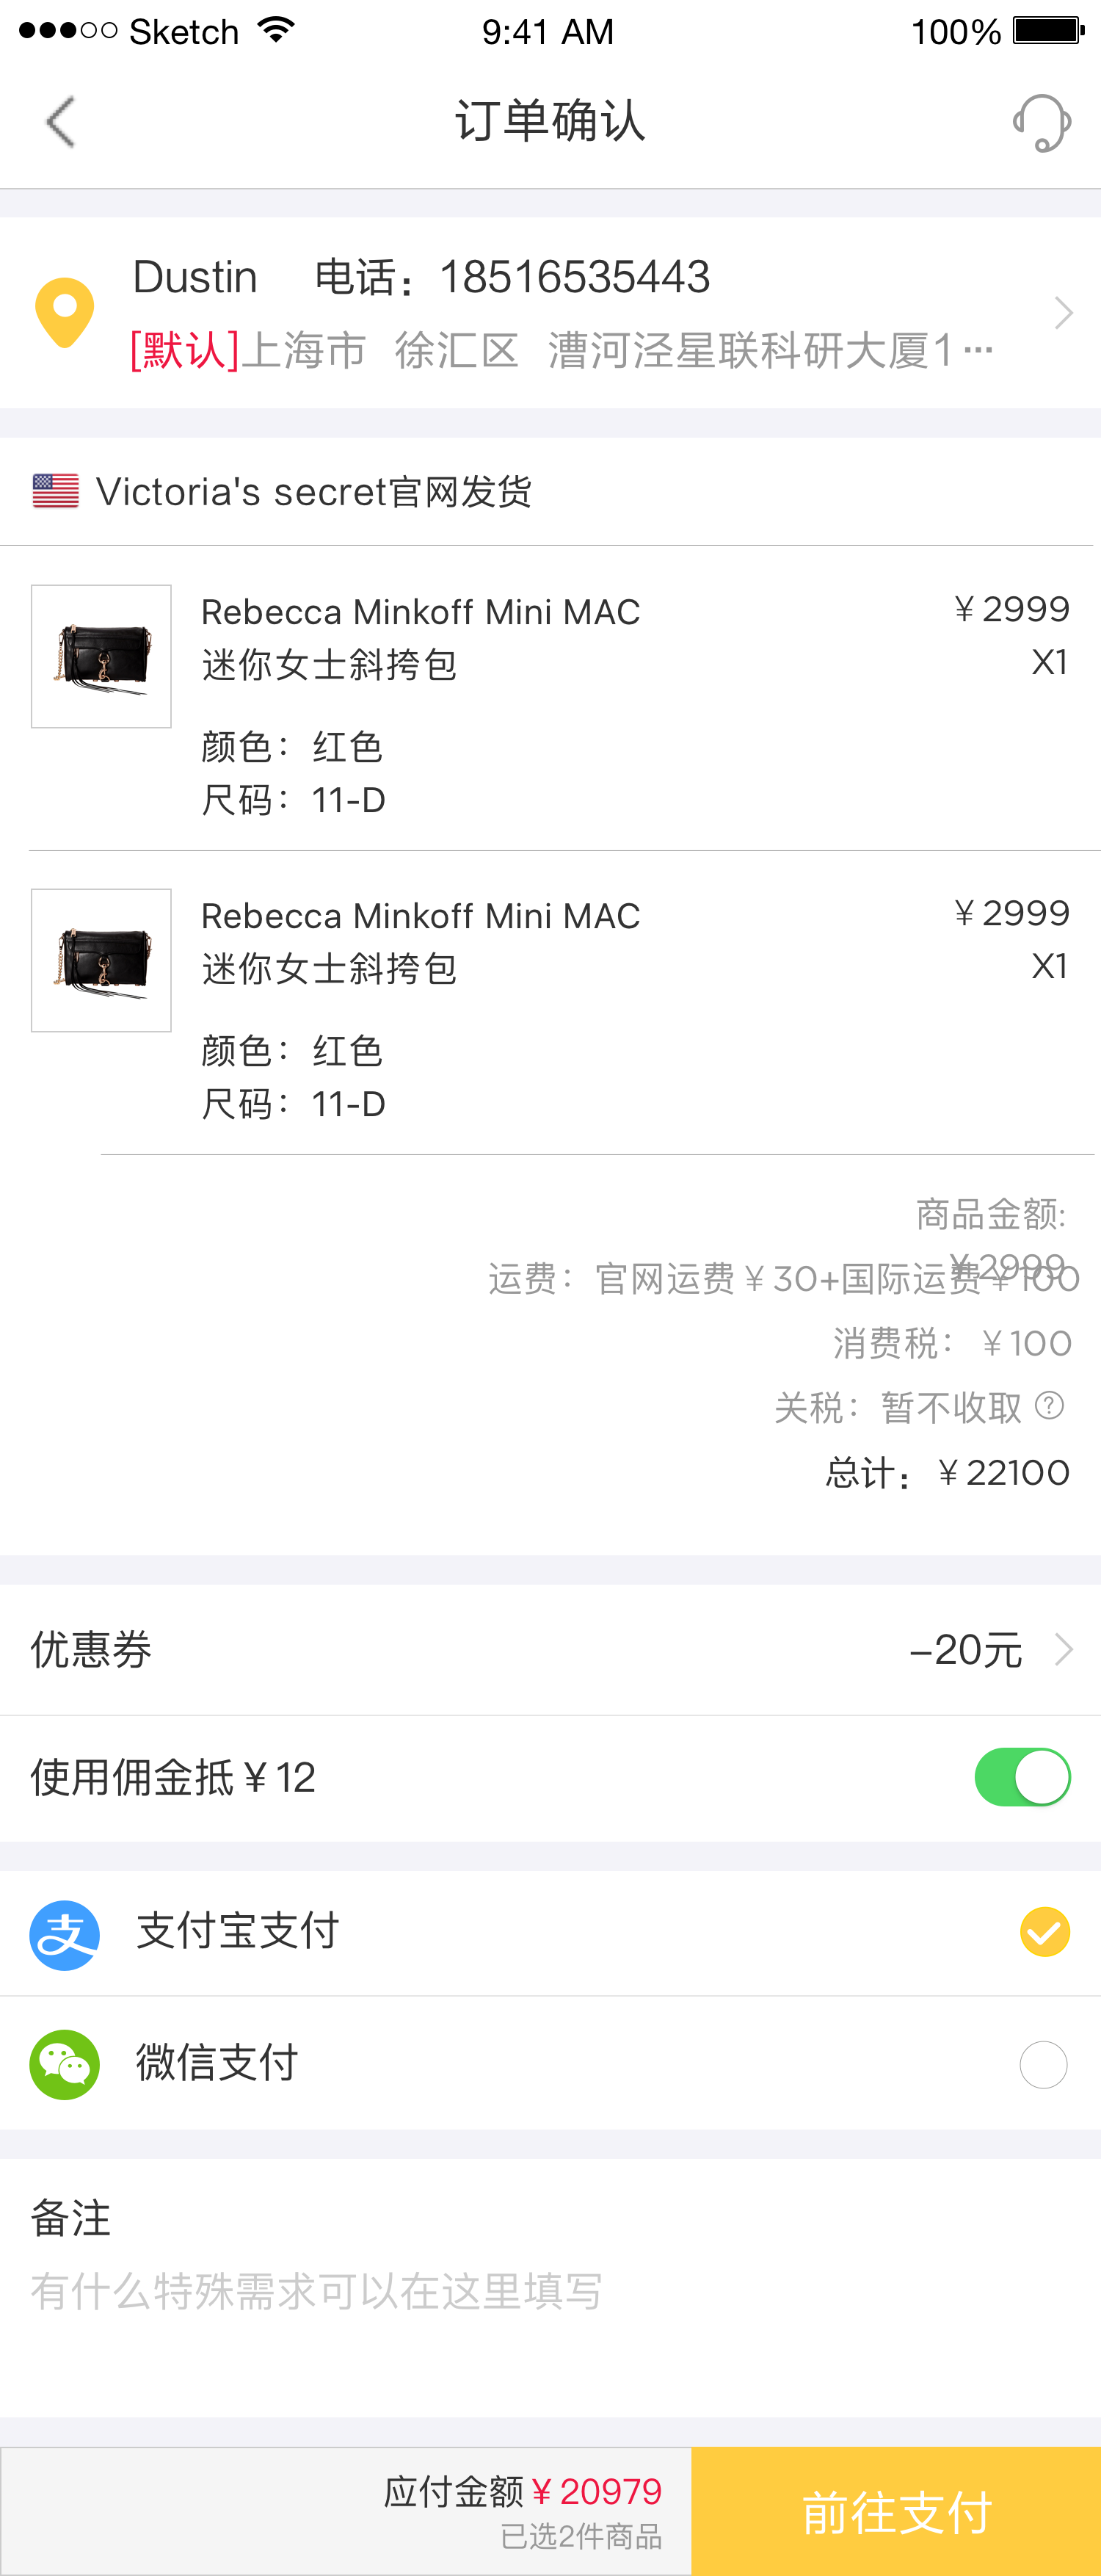 Sketch 9:41 AM 100%
订单确认
Dustin 电话：18516535443
[默认]上海市 徐汇区 漕河泾星联科研大厦1…
Victoria's secret官网发货
Rebecca Minkoff Mini MAC ￥2999
迷你女士斜挎包 X1
颜色：红色
尺码：11-D
Rebecca Minkoff Mini MAC ￥2999
迷你女士斜挎包 X1
颜色：红色
尺码：11-D
商品金额:
￥2999
运费：官网运费￥30+国际运费￥100
消费税：￥100
关税：暂不收取 ?
总计：￥22100
优惠券 -20元
使用佣金抵￥12
支 支付宝支付
微信支付
备注
有什么特殊需求可以在这里填写
应付金额￥20979
已选2件商品
前往支付